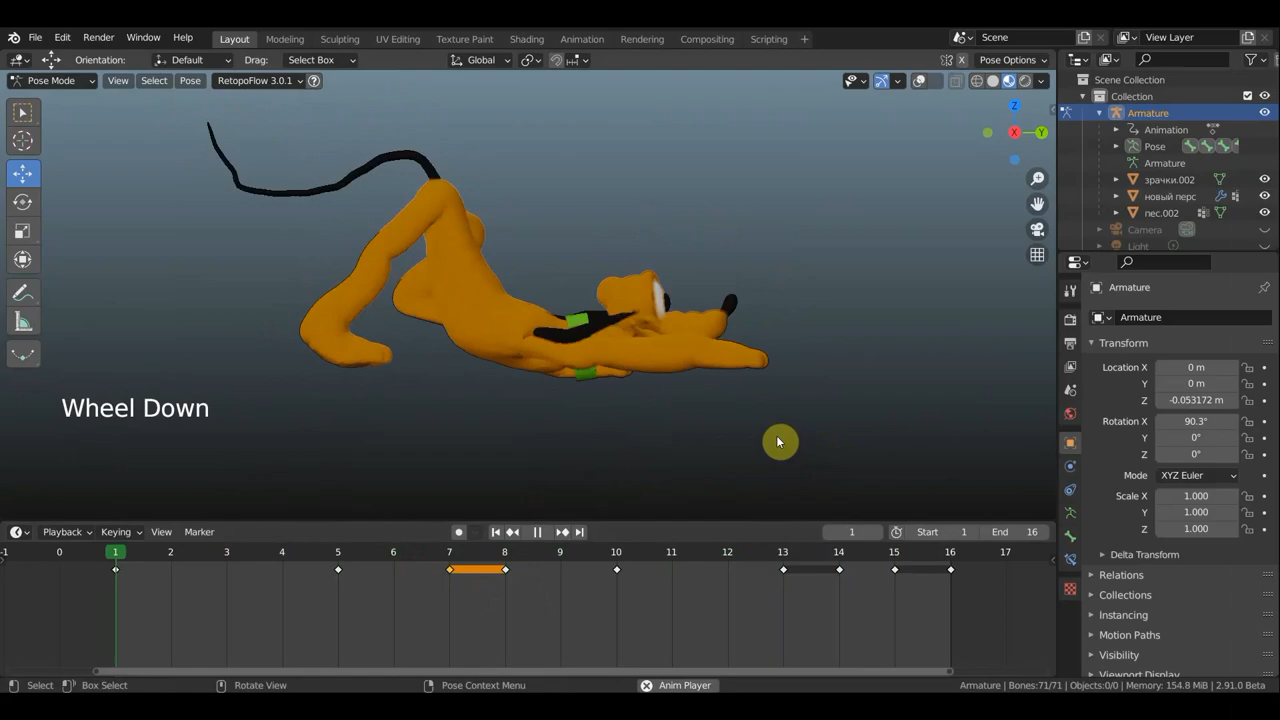 File Edit Render Window Help Layout Modeling Sculpting UV Editing Texture Paint Shading Animation Rendering Compositing Scripting + Scene View Layer
Orientation: Default Drag: Select Box Global X Pose Options
Pose Mode View Select Pose RetopoFlow 3.0.1
Scene Collection
Collection
Armature
Animation
Pose
Armature
зрачки.002
новый перс
пес.002
Camera
Light
Z
X
Y
Wheel Down
Armature
Armature
Transform
Location X 0 m
Y 0 m
Z -0.053172 m
Rotation X 90.3°
Y 0°
Z 0°
Mode XYZ Euler
Scale X 1.000
Y 1.000
Z 1.000
Delta Transform
Relations
Collections
Instancing
Motion Paths
Visibility
Viewport Display
Playback Keying View Marker 1 Start 1 End 16
-1 0 1 2 3 4 5 6 7 8 9 10 11 12 13 14 15 16 17
Select Box Select Rotate View Pose Context Menu Anim Player Armature | Bones:71/71 | Objects:0/0 | Memory: 154.8 MiB | 2.91.0 Beta